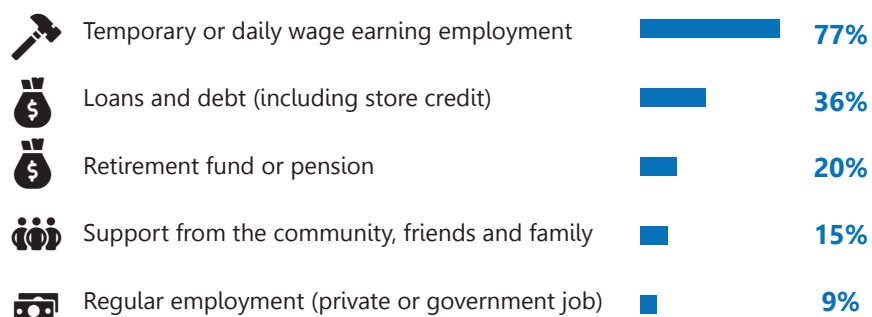 Temporary or daily wage earning employment 77%
Loans and debt (including store credit) 36%
$
Retirement fund or pension 20%
$
Support from the community, friends and family 15%
Regular employment (private or government job) 9%